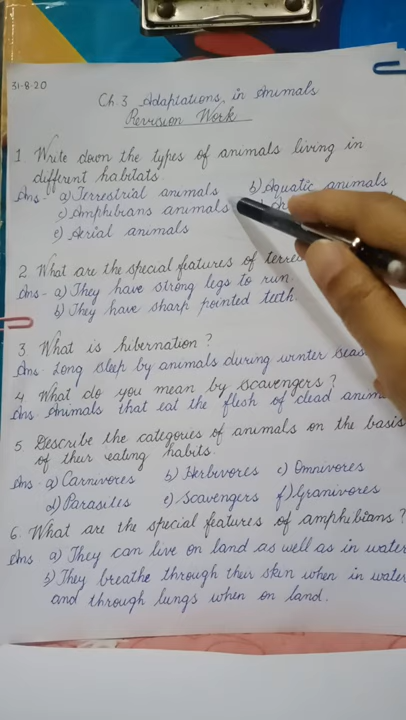 31-8-20
Ch.3 Adaptations in Animals
Revision Work
1. Write down the types of animals living in
different habitats.
Ans - a) Terrestrial animals b) Aquatic animals
c) Amphibians animals
e) Aerial animals
2. What are the special features of
Ans - a) They have strong legs to run.
b) They have sharp pointed teeth.
3. What is hibernation?
Ans - Long sleep by animals during winter
4. What do you mean by scavengers?
Ans - Animals that eat the flesh of dead
5. Describe the categories of animals on the basis
of their eating habits.
Ans - a) Carnivores b) Herbivores c) Omnivores
d) Parasites e) Scavengers f) Granivores
6. What are the special features of amphibians?
Ans a) They can live on land as well as in water
b) They breathe through their skin when in water
and through lungs when on land.